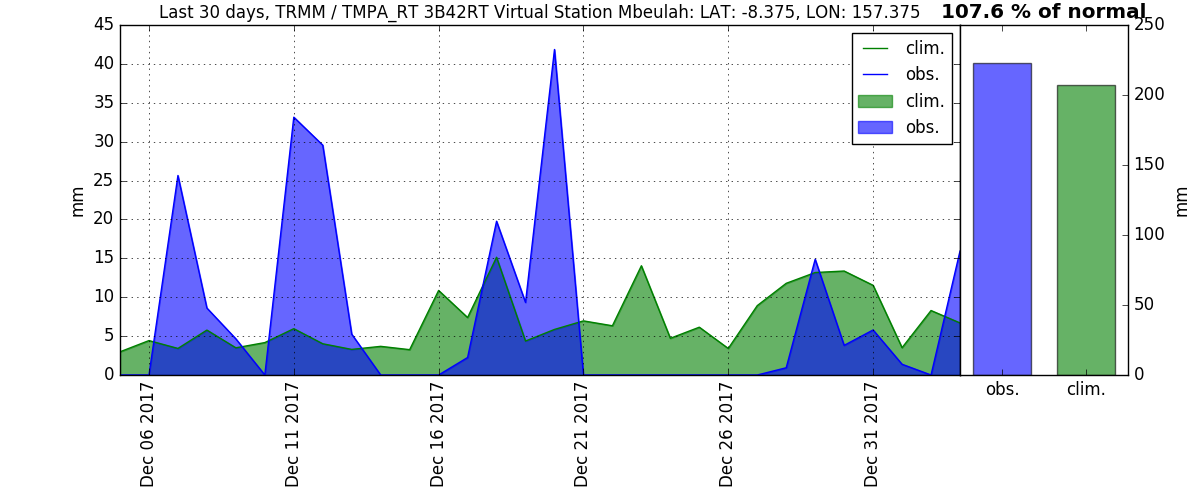 Last 30 days, TRMM / TMPA_RT 3B42RT Virtual Station Mbeulah: LAT: -8.375, LON: 157.375
107.6 % of normal
45
40
35
30
25
20
15
10
5
0
mm
clim.
obs.
clim.
obs.
250
200
150
100
50
0
mm
Dec 06 2017
Dec 11 2017
Dec 16 2017
Dec 21 2017
Dec 26 2017
Dec 31 2017
obs.
clim.